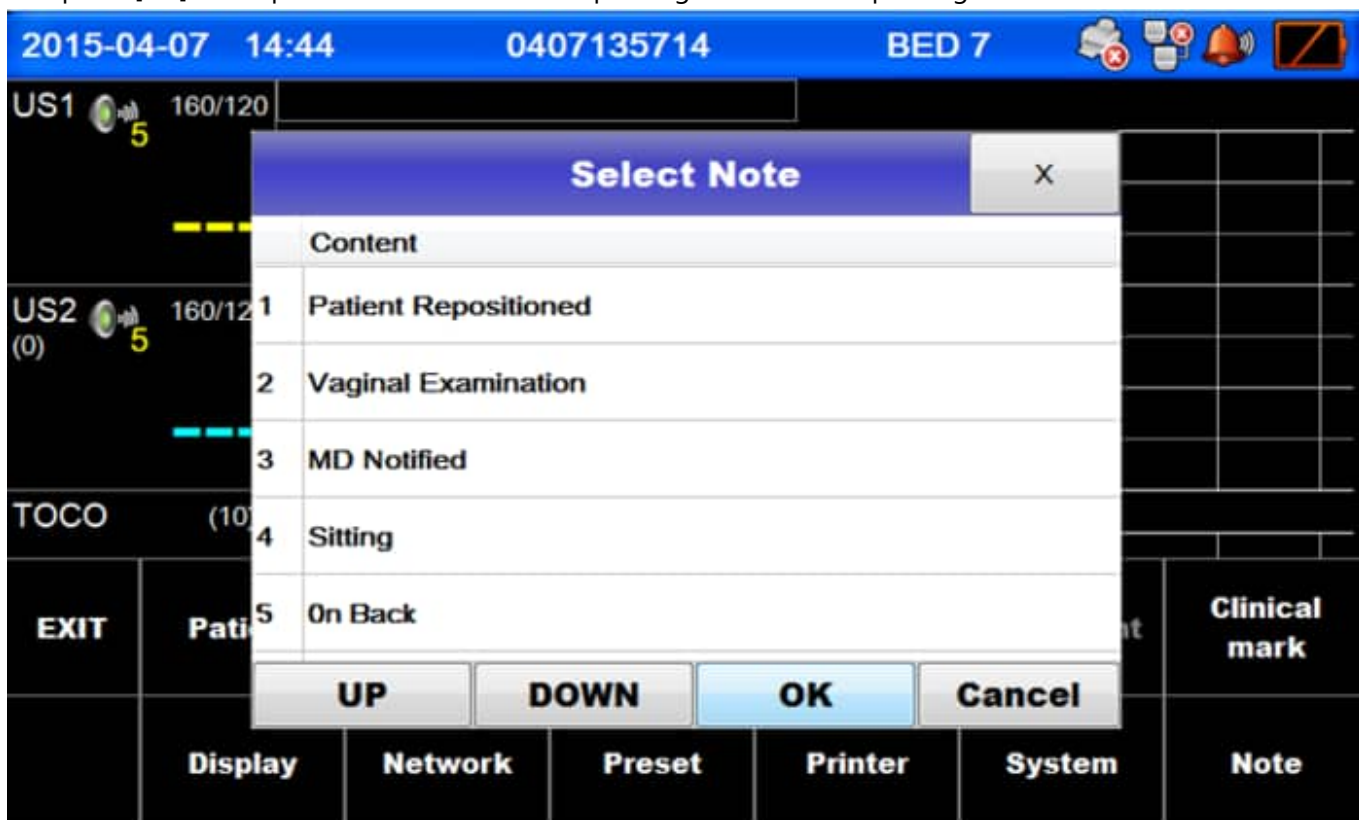 2015-04-07 14:44 0407135714 BED 7
US1 5 160/120
Select Note x
Content
1 Patient Repositioned
US2 5 160/12
(0)
2 Vaginal Examination
3 MD Notified
TOCO (10
4 Sitting
5 0n Back
EXIT Pati nt Clinical mark
UP DOWN OK Cancel
Display Network Preset Printer System Note